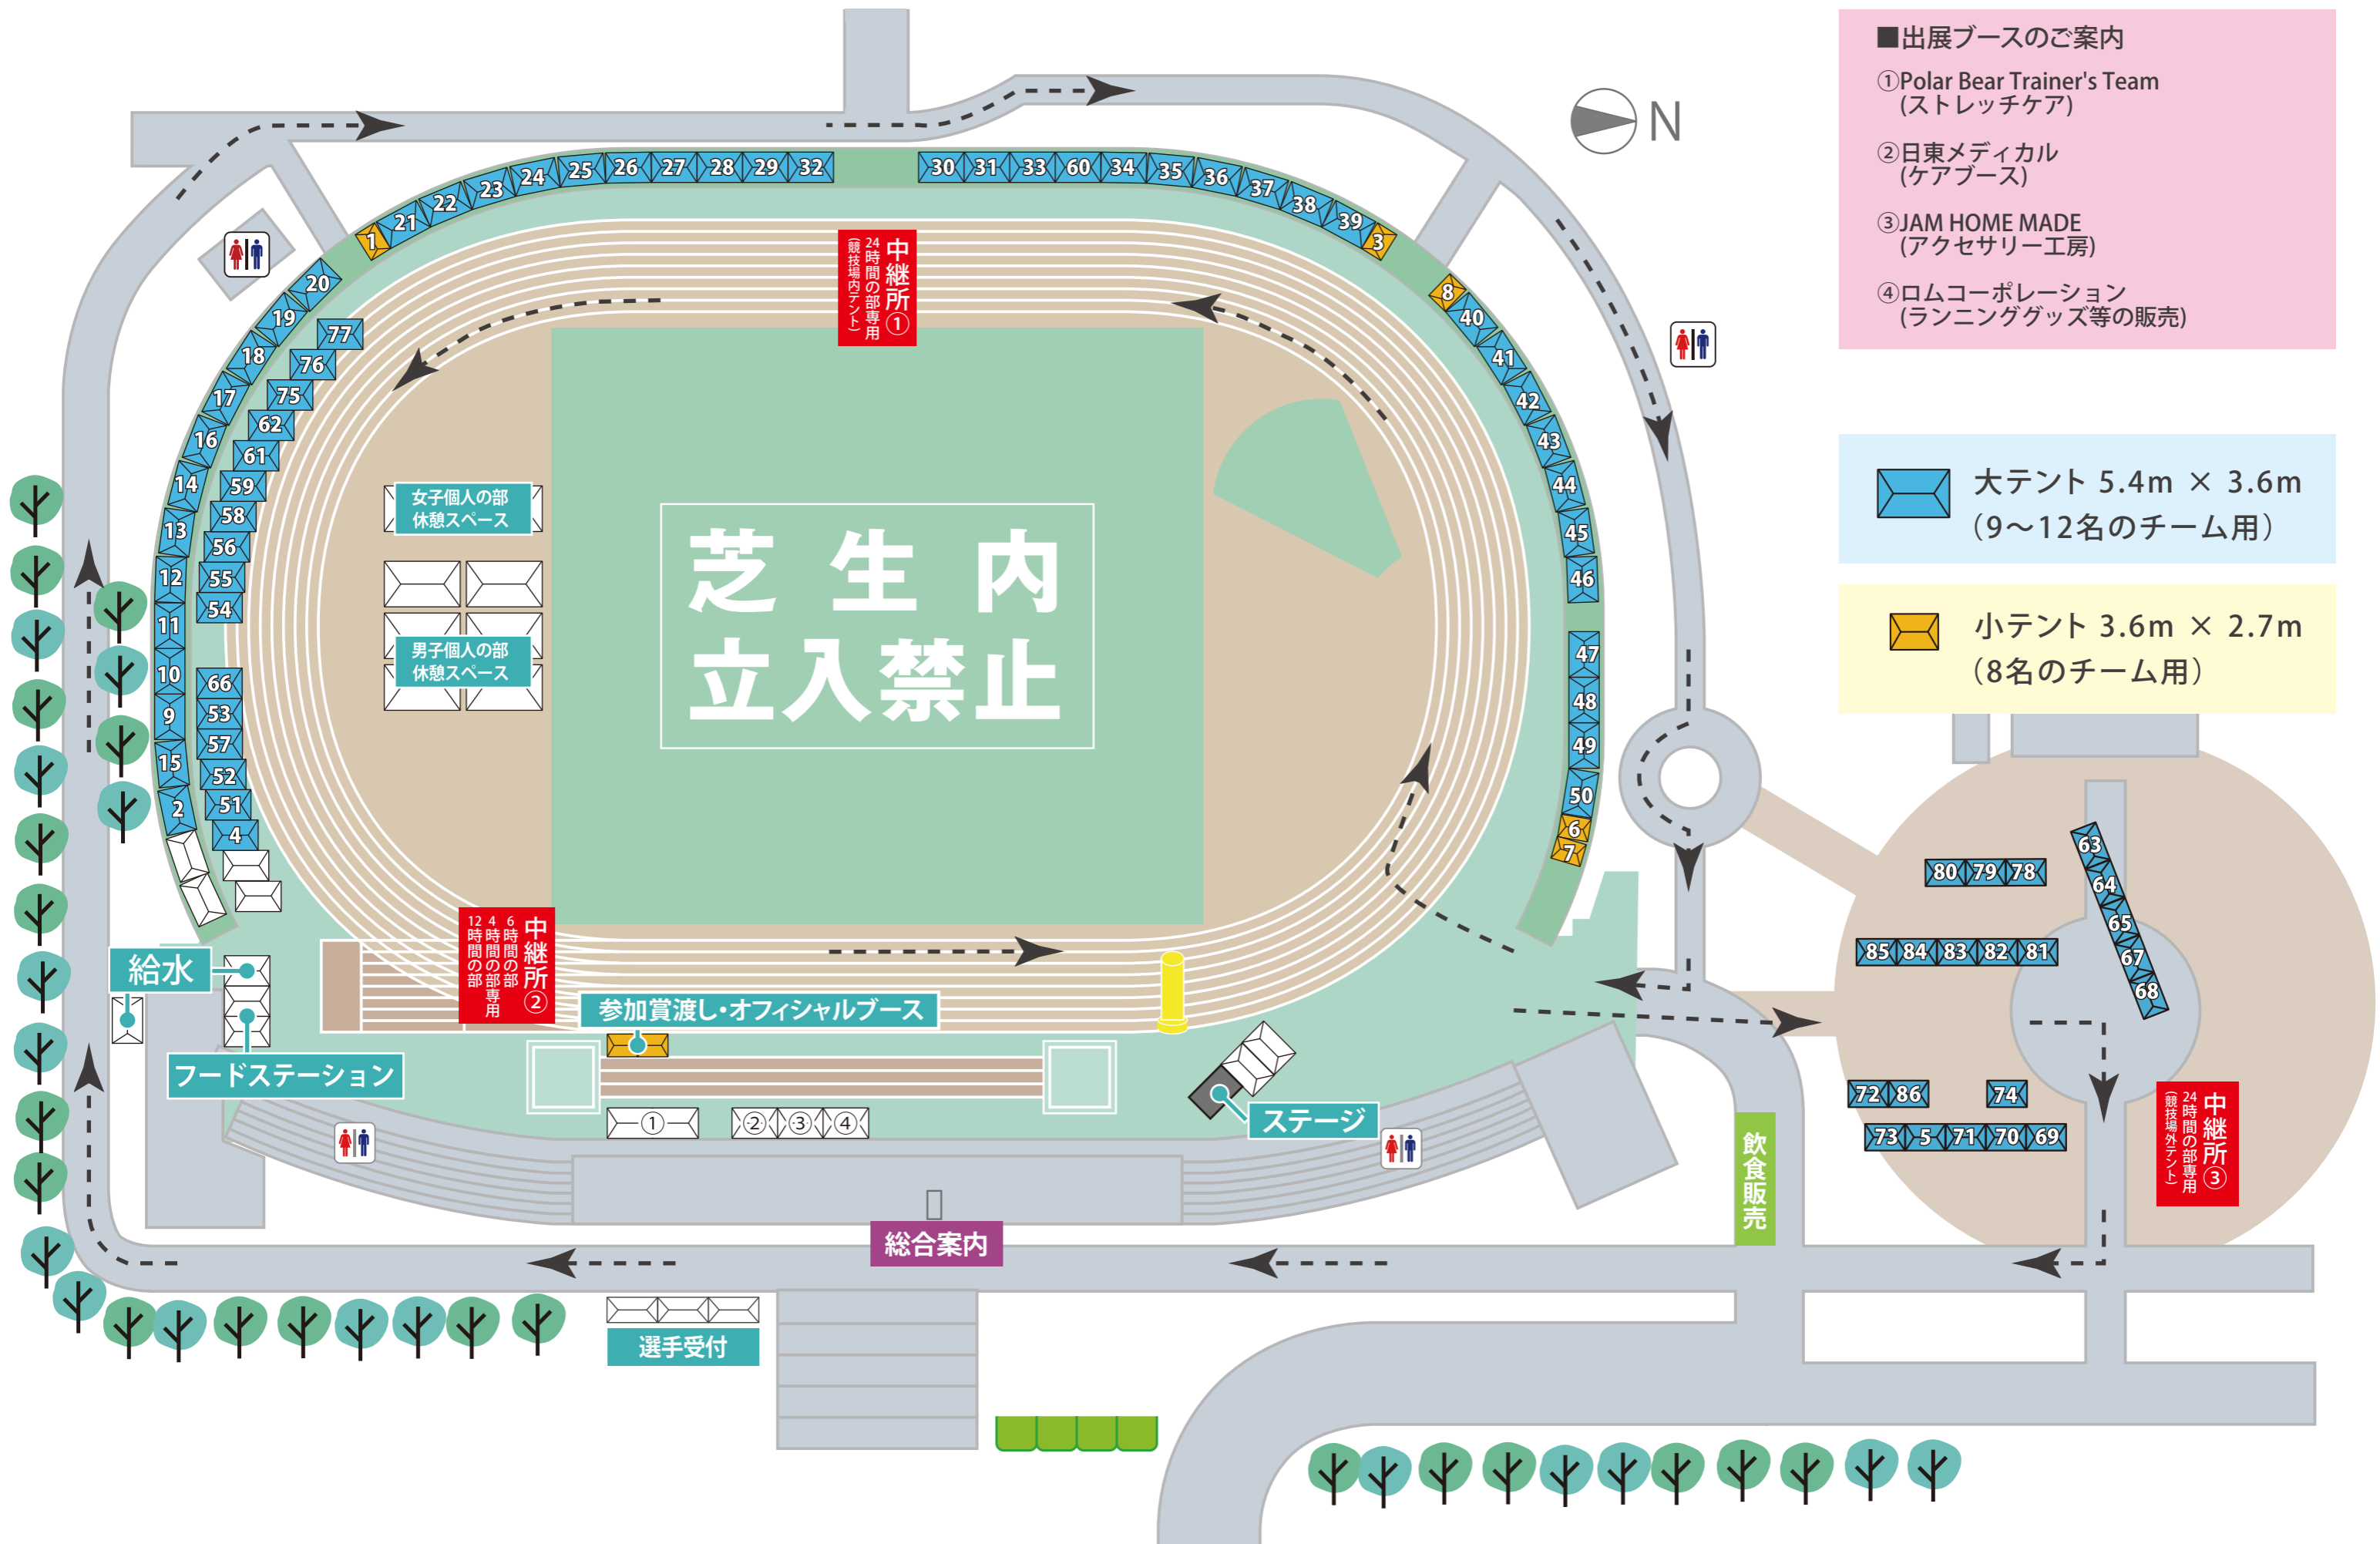 ■出展ブースのご案内
①Polar Bear Trainer's Team
(ストレッチケア)
②日東メディカル
(ケアブース)
③JAM HOME MADE
(アクセサリー工房)
④ロムコーポレーション
(ランニンググッズ等の販売)
大テント 5.4m × 3.6m
（9～12名のチーム用）
小テント 3.6m × 2.7m
（8名のチーム用）
N
1 21 22 23 24 25 26 27 28 29 32
30 31 33 60 34 35 36 37 38 39 3
8 40 41 42 43 44 45 46
47 48 49 50 6 7
20 19 18 17 16 14 13 12 11 10 9 15 2
77 76 75 62 61 59 58 56 55 54
66 53 57 52 51 4
中継所①
24時間の部専用
(競技場内テント)
女子個人の部
休憩スペース
男子個人の部
休憩スペース
芝生内
立入禁止
中継所②
6時間の部
4時間の部専用
12時間の部
給水
フードステーション
参加賞渡し・オフィシャルブース
① ② ③ ④
ステージ
総合案内
選手受付
飲食販売
80 79 78
85 84 83 82 81
63 64 65 67 68
72 86 74
73 5 71 70 69
中継所③
24時間の部専用
(競技場外テント)